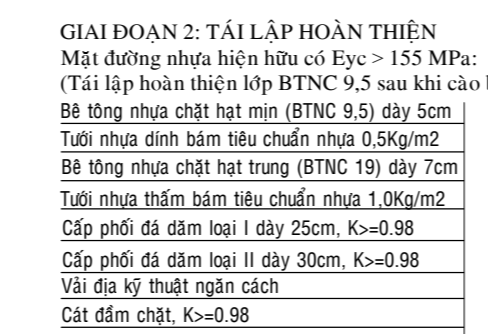 GIAI ĐOẠN 2: TÁI LẬP HOÀN THIỆN
Mặt đường nhựa hiện hữu có Eyc > 155 MPa:
(Tái lập hoàn thiện lớp BTNC 9,5 sau khi cào
Bê tông nhựa chặt hạt mịn (BTNC 9,5) dày 5cm
Tưới nhựa dính bám tiêu chuẩn nhựa 0,5Kg/m2
Bê tông nhựa chặt hạt trung (BTNC 19) dày 7cm
Tưới nhựa thấm bám tiêu chuẩn nhựa 1,0Kg/m2
Cấp phối đá dăm loại I dày 25cm, K>=0.98
Cấp phối đá dăm loại II dày 30cm, K>=0.98
Vải địa kỹ thuật ngăn cách
Cát đầm chặt, K>=0.98